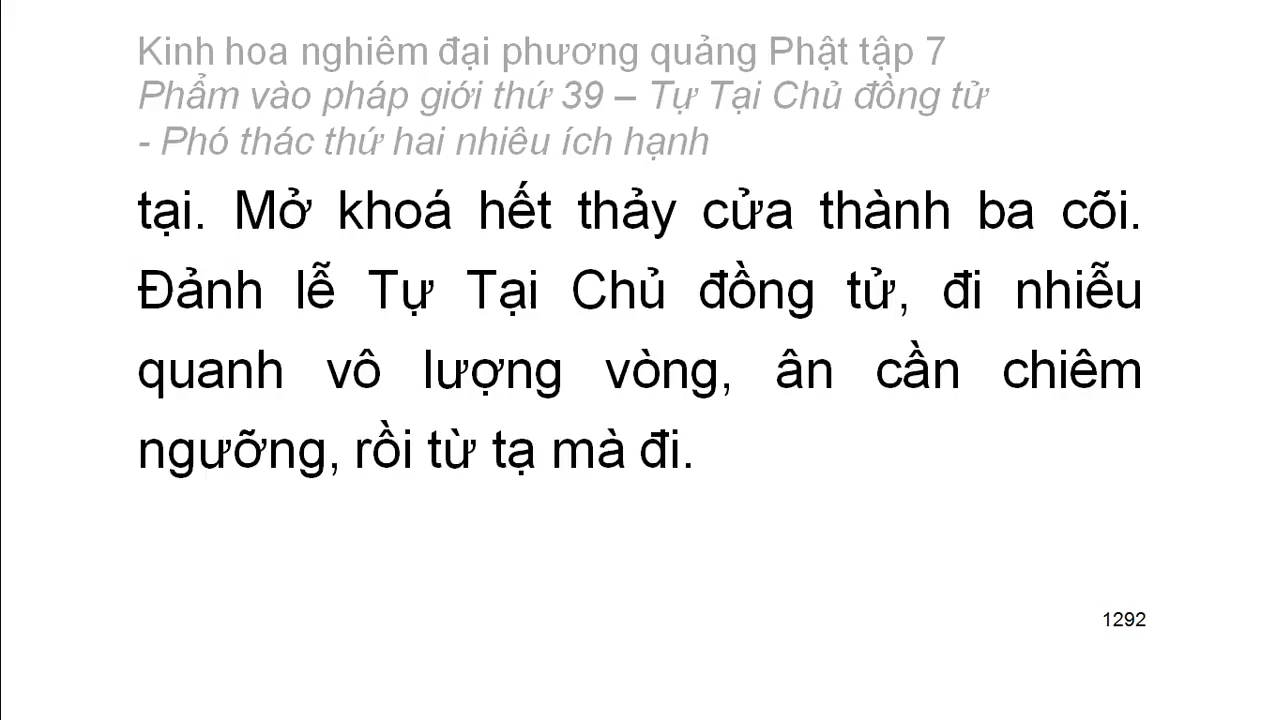 Kinh hoa nghiêm đại phương quảng Phật tập 7
Phẩm vào pháp giới thứ 39 – Tự Tại Chủ đồng tử
- Phó thác thứ hai nhiêu ích hạnh
tại. Mở khoá hết thảy cửa thành ba cõi.
Đảnh lễ Tự Tại Chủ đồng tử, đi nhiễu
quanh vô lượng vòng, ân cần chiêm
ngưỡng, rồi từ tạ mà đi.
1292